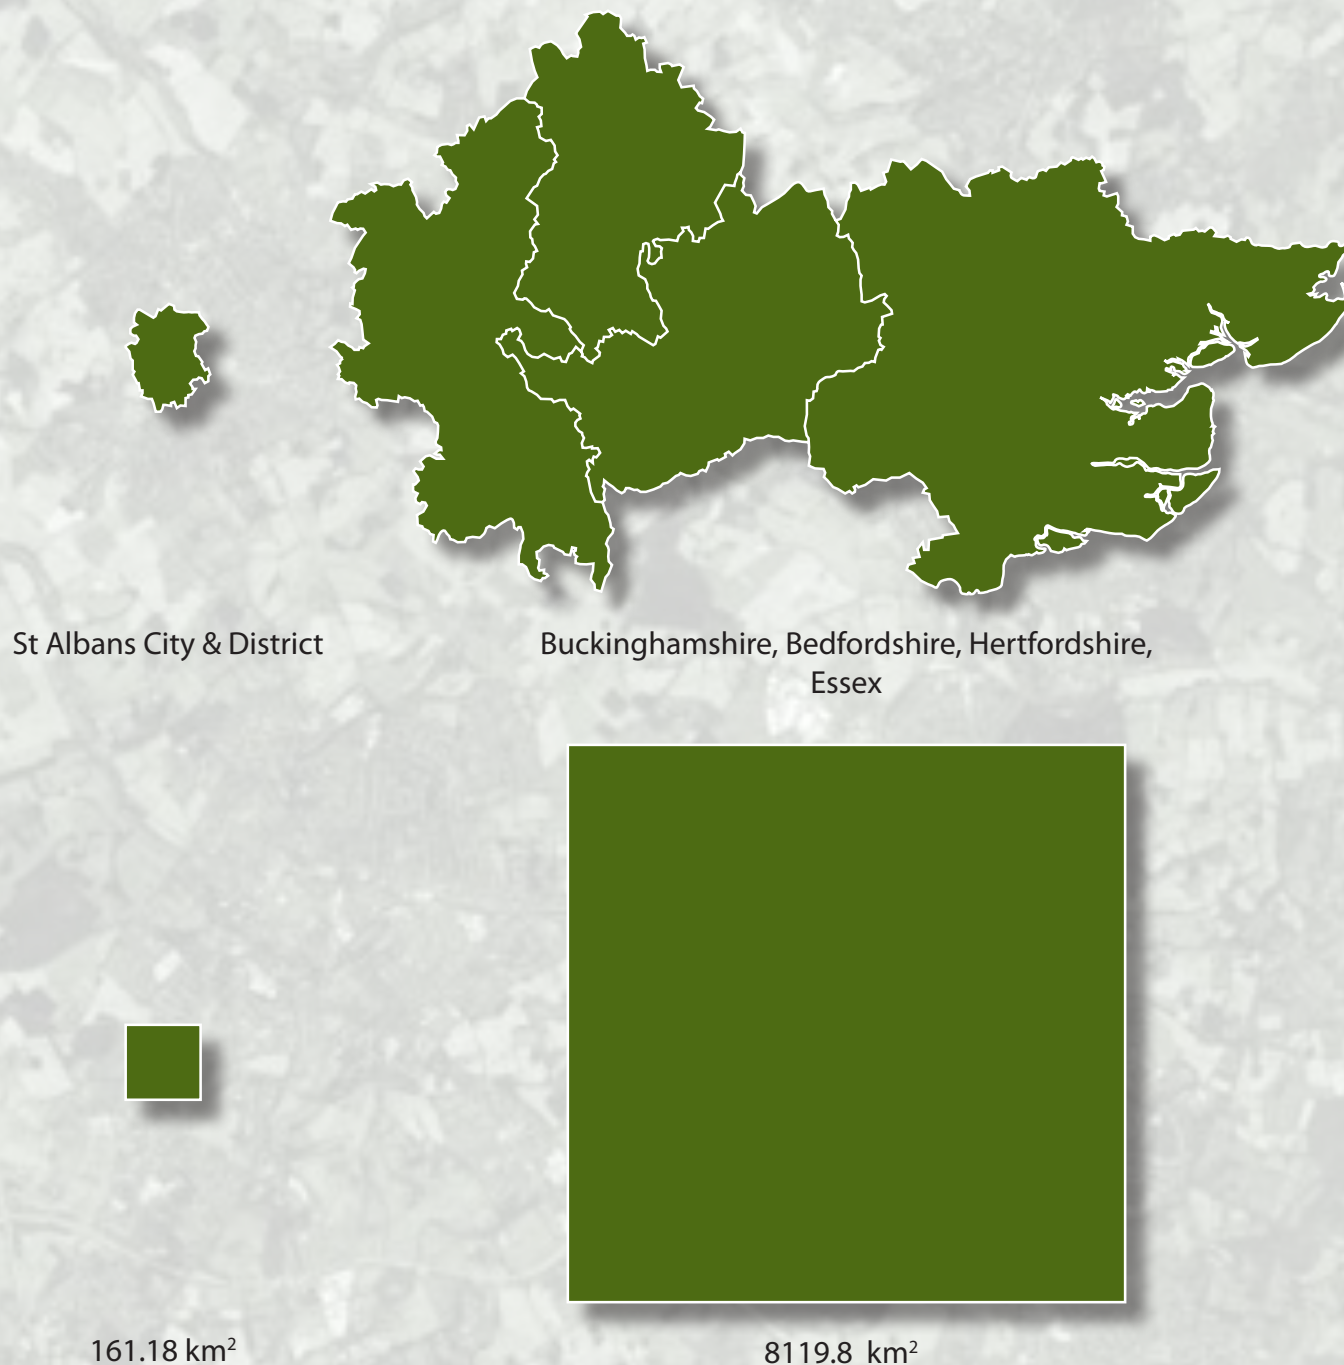 St Albans City & District
Buckinghamshire, Bedfordshire, Hertfordshire,
Essex
161.18 km²
8119.8 km²